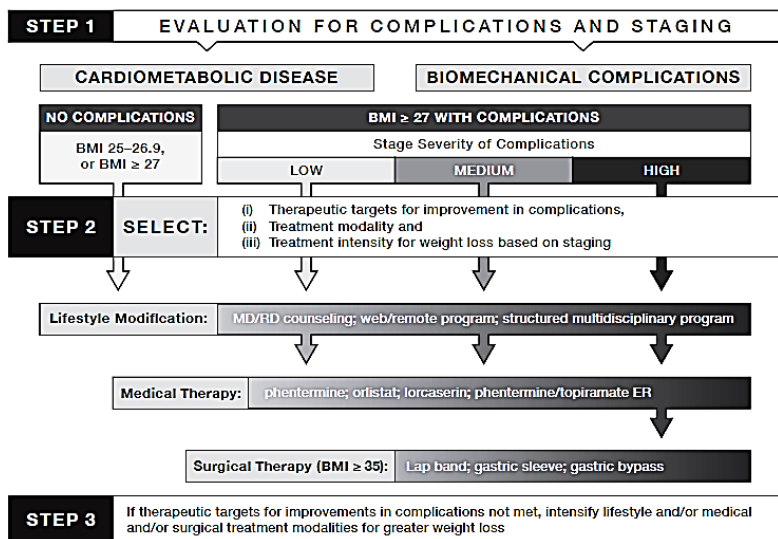 STEP 1
EVALUATION FOR COMPLICATIONS AND STAGING
CARDIOMETABOLIC DISEASE
BIOMECHANICAL COMPLICATIONS
NO COMPLICATIONS
BMI 25–26.9,
or BMI ≥ 27
BMI ≥ 27 WITH COMPLICATIONS
Stage Severity of Complications
LOW
MEDIUM
HIGH
STEP 2
SELECT:
(i) Therapeutic targets for improvement in complications,
(ii) Treatment modality and
(iii) Treatment intensity for weight loss based on staging
Lifestyle Modification:
MD/RD counseling; web/remote program; structured multidisciplinary program
Medical Therapy:
phentermine; orlistat; lorcaserin; phentermine/topiramate ER
Surgical Therapy (BMI ≥ 35):
Lap band; gastric sleeve; gastric bypass
STEP 3
If therapeutic targets for improvements in complications not met, intensify lifestyle and/or medical
and/or surgical treatment modalities for greater weight loss